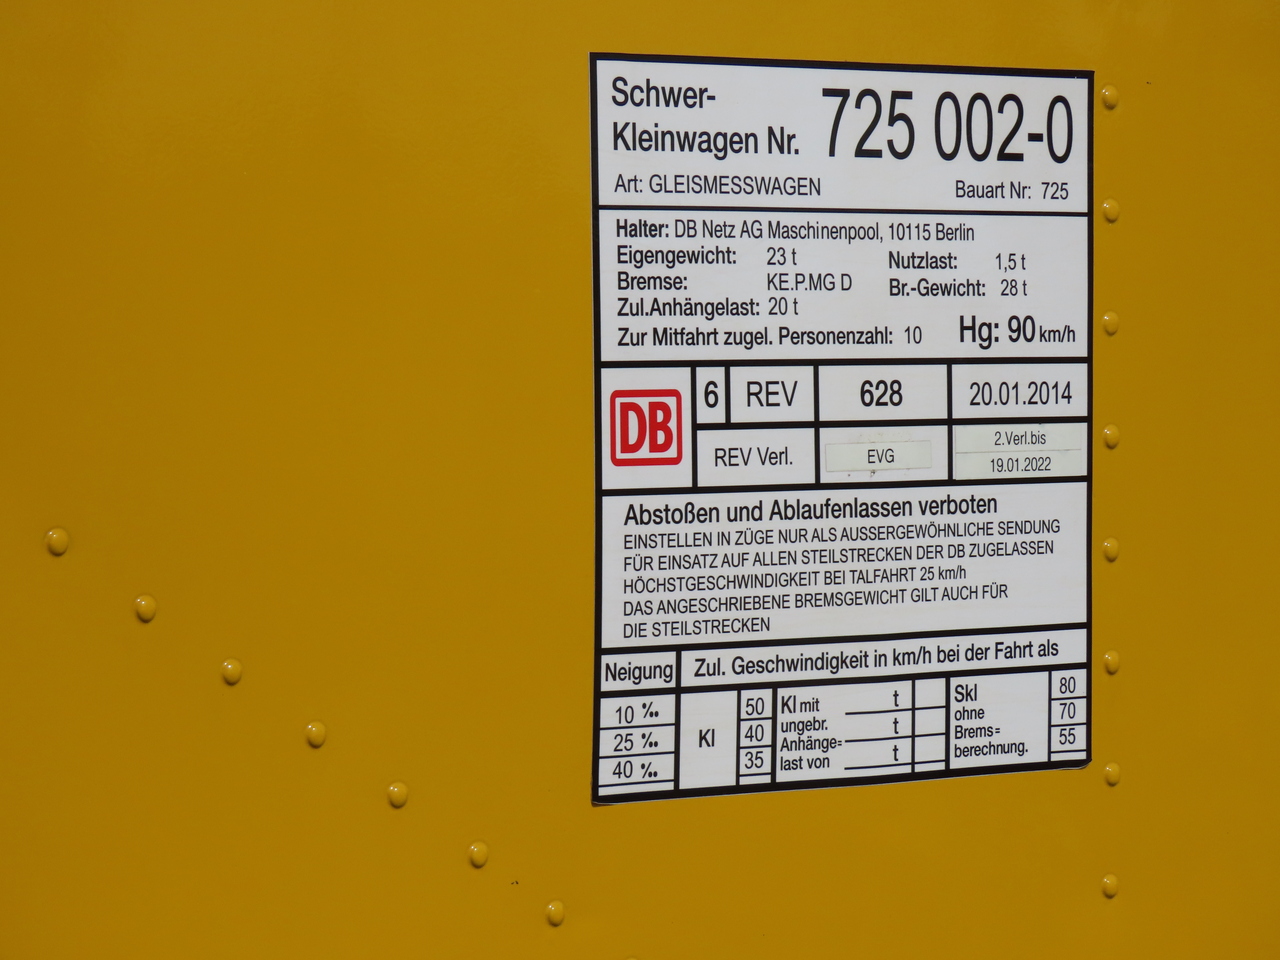 Schwer-
Kleinwagen Nr. 725 002-0
Art: GLEISMESSWAGEN Bauart Nr: 725
Halter: DB Netz AG Maschinenpool, 10115 Berlin
Eigengewicht: 23 t Nutzlast: 1,5 t
Bremse: KE.P.MG D Br.-Gewicht: 28 t
Zul.Anhängelast: 20 t
Zur Mitfahrt zugel. Personenzahl: 10 Hg: 90 km/h
DB 6 REV 628 20.01.2014
REV Verl. EVG 2.Verl.bis
19.01.2022
Abstoßen und Ablaufenlassen verboten
EINSTELLEN IN ZÜGE NUR ALS AUSSERGEWÖHNLICHE SENDUNG
FÜR EINSATZ AUF ALLEN STEILSTRECKEN DER DB ZUGELASSEN
HÖCHSTGESCHWINDIGKEIT BEI TALFAHRT 25 km/h
DAS ANGESCHRIEBENE BREMSGEWICHT GILT AUCH FÜR
DIE STEILSTRECKEN
Neigung Zul. Geschwindigkeit in km/h bei der Fahrt als
10 ‰
25 ‰
40 ‰
Kl
50
40
35
Kl mit t
ungebr. t
Anhänge=
last von t
Skl
ohne
Brems=
berechnung.
80
70
55